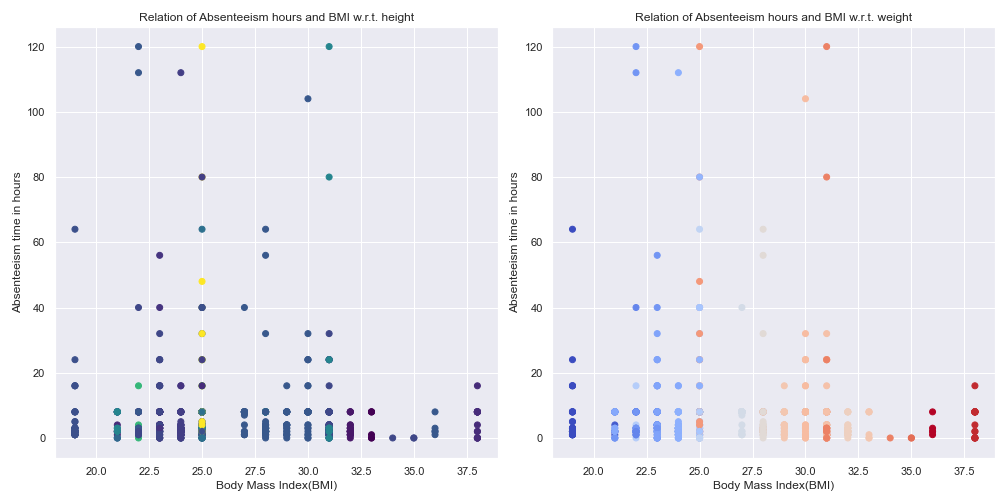 Relation of Absenteeism hours and BMI w.r.t. height
Absenteeism time in hours
120
100
80
60
40
20
0
20.0 22.5 25.0 27.5 30.0 32.5 35.0 37.5
Body Mass Index(BMI)
Relation of Absenteeism hours and BMI w.r.t. weight
Absenteeism time in hours
120
100
80
60
40
20
0
20.0 22.5 25.0 27.5 30.0 32.5 35.0 37.5
Body Mass Index(BMI)